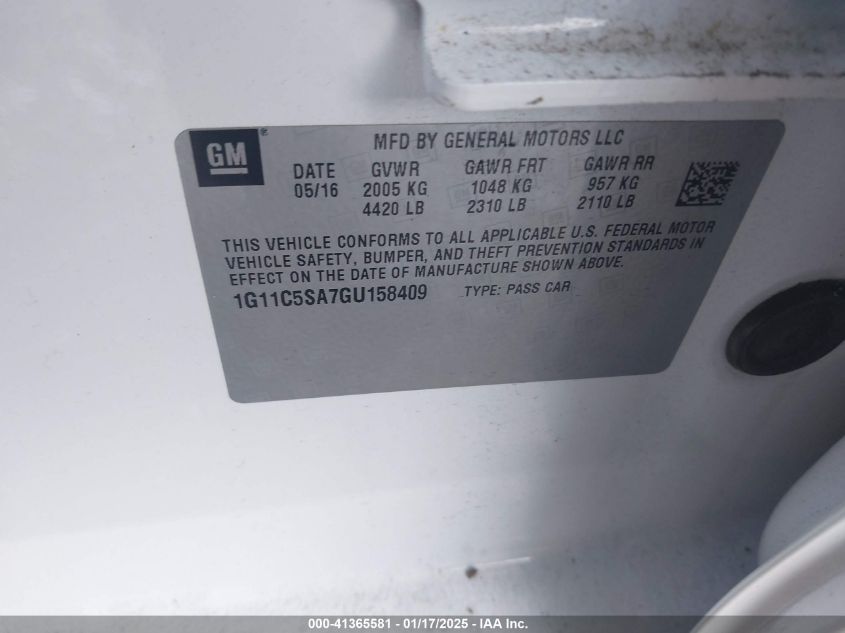 GM®
MFD BY GENERAL MOTORS LLC
DATE GVWR GAWR FRT GAWR RR
05/16 2005 KG 1048 KG 957 KG
4420 LB 2310 LB 2110 LB
THIS VEHICLE CONFORMS TO ALL APPLICABLE U.S. FEDERAL MOTOR
VEHICLE SAFETY, BUMPER, AND THEFT PREVENTION STANDARDS IN
EFFECT ON THE DATE OF MANUFACTURE SHOWN ABOVE.
1G11C5SA7GU158409 TYPE: PASS CAR
000-41365581 - 01/17/2025 - IAA Inc.